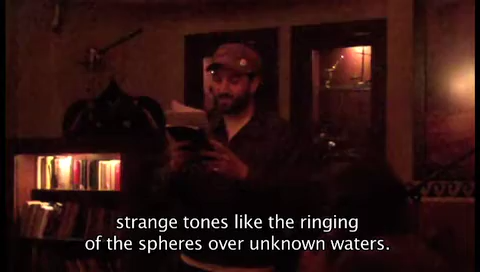 strange tones like the ringing
of the spheres over unknown waters.